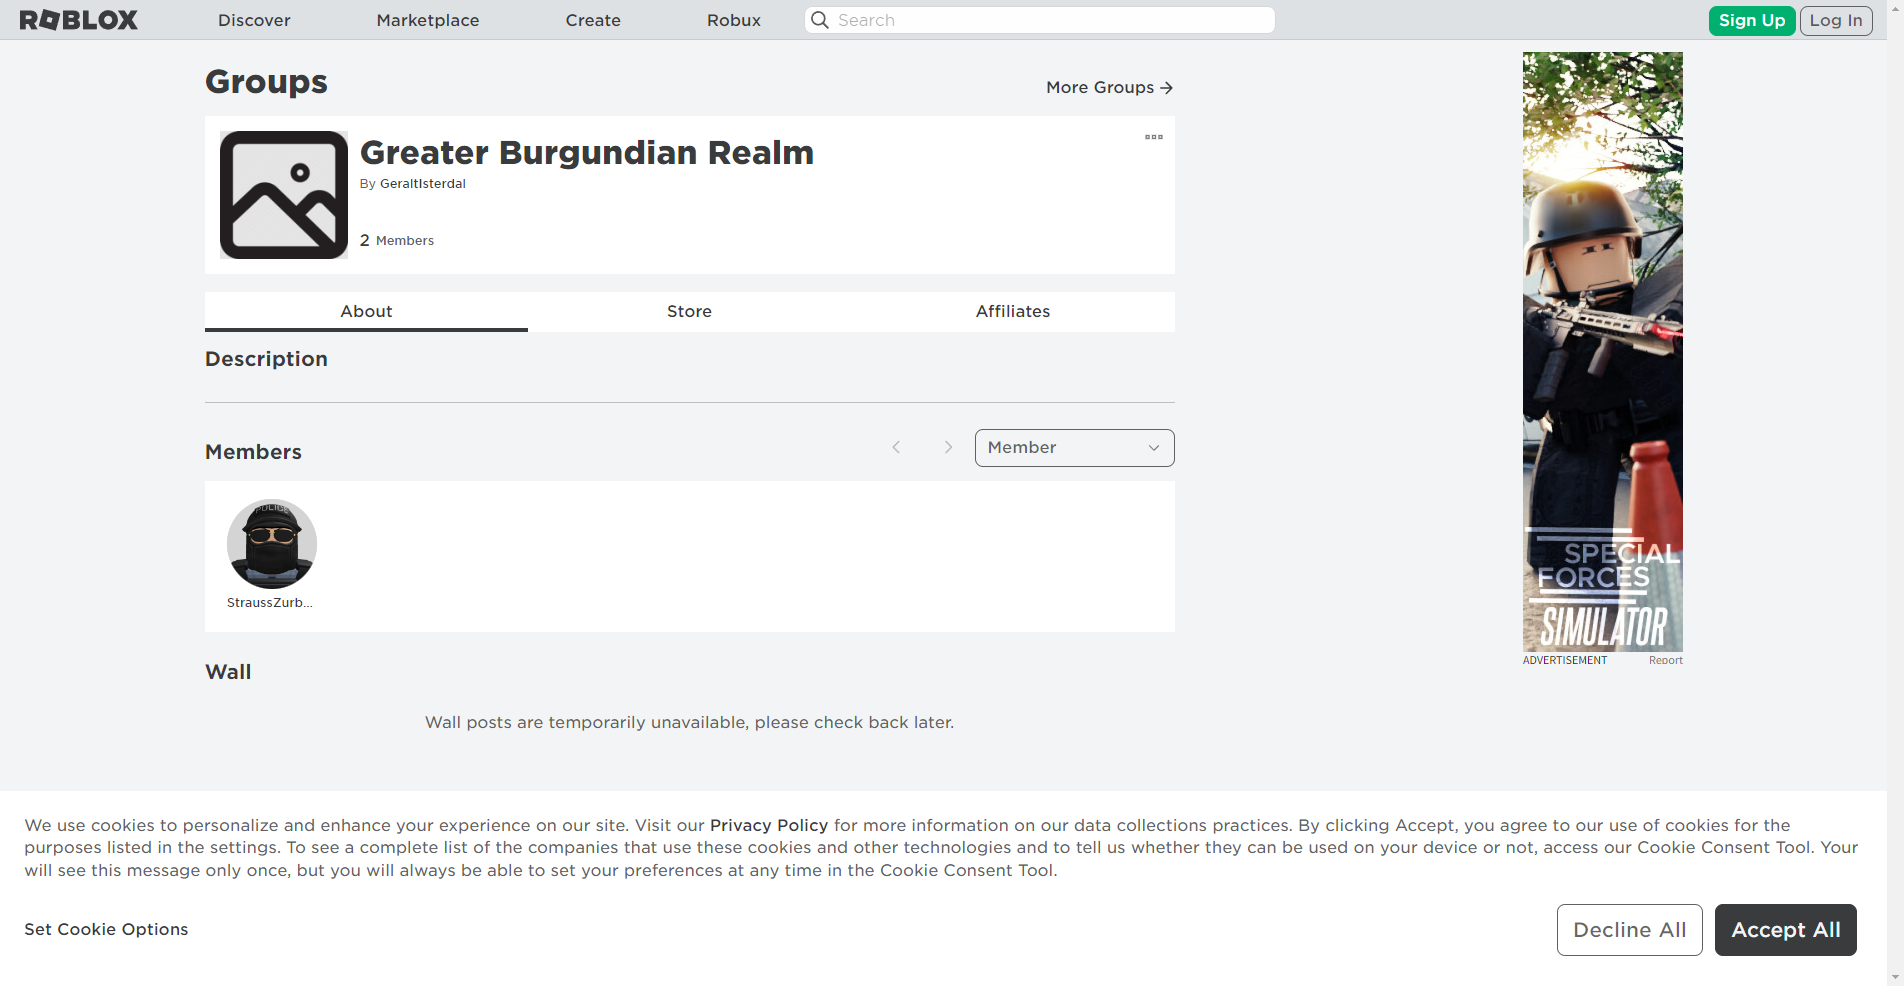 ROBLOX
Discover
Marketplace
Create
Robux
Search
Sign Up
Log In
Groups
More Groups
Greater Burgundian Realm
By GeraltIsterdal
2 Members
About
Store
Affiliates
Description
Members
Member
POLICE
StraussZurb...
Wall
Wall posts are temporarily unavailable, please check back later.
SPECIAL
FORCES
SIMULATOR
ADVERTISEMENT
Report
We use cookies to personalize and enhance your experience on our site. Visit our Privacy Policy for more information on our data collections practices. By clicking Accept, you agree to our use of cookies for the
purposes listed in the settings. To see a complete list of the companies that use these cookies and other technologies and to tell us whether they can be used on your device or not, access our Cookie Consent Tool. Your
will see this message only once, but you will always be able to set your preferences at any time in the Cookie Consent Tool.
Set Cookie Options
Decline All
Accept All